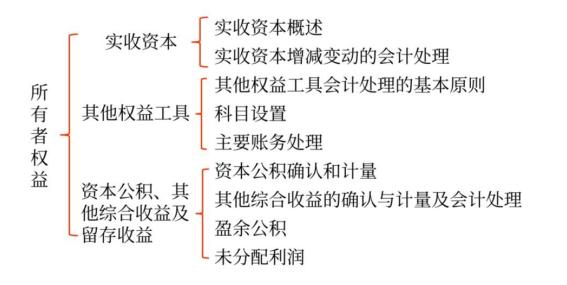 所有者权益
实收资本
实收资本概述
实收资本增减变动的会计处理
其他权益工具
其他权益工具会计处理的基本原则
科目设置
主要账务处理
资本公积、其
他综合收益及
留存收益
资本公积确认和计量
其他综合收益的确认与计量及会计处理
盈余公积
未分配利润